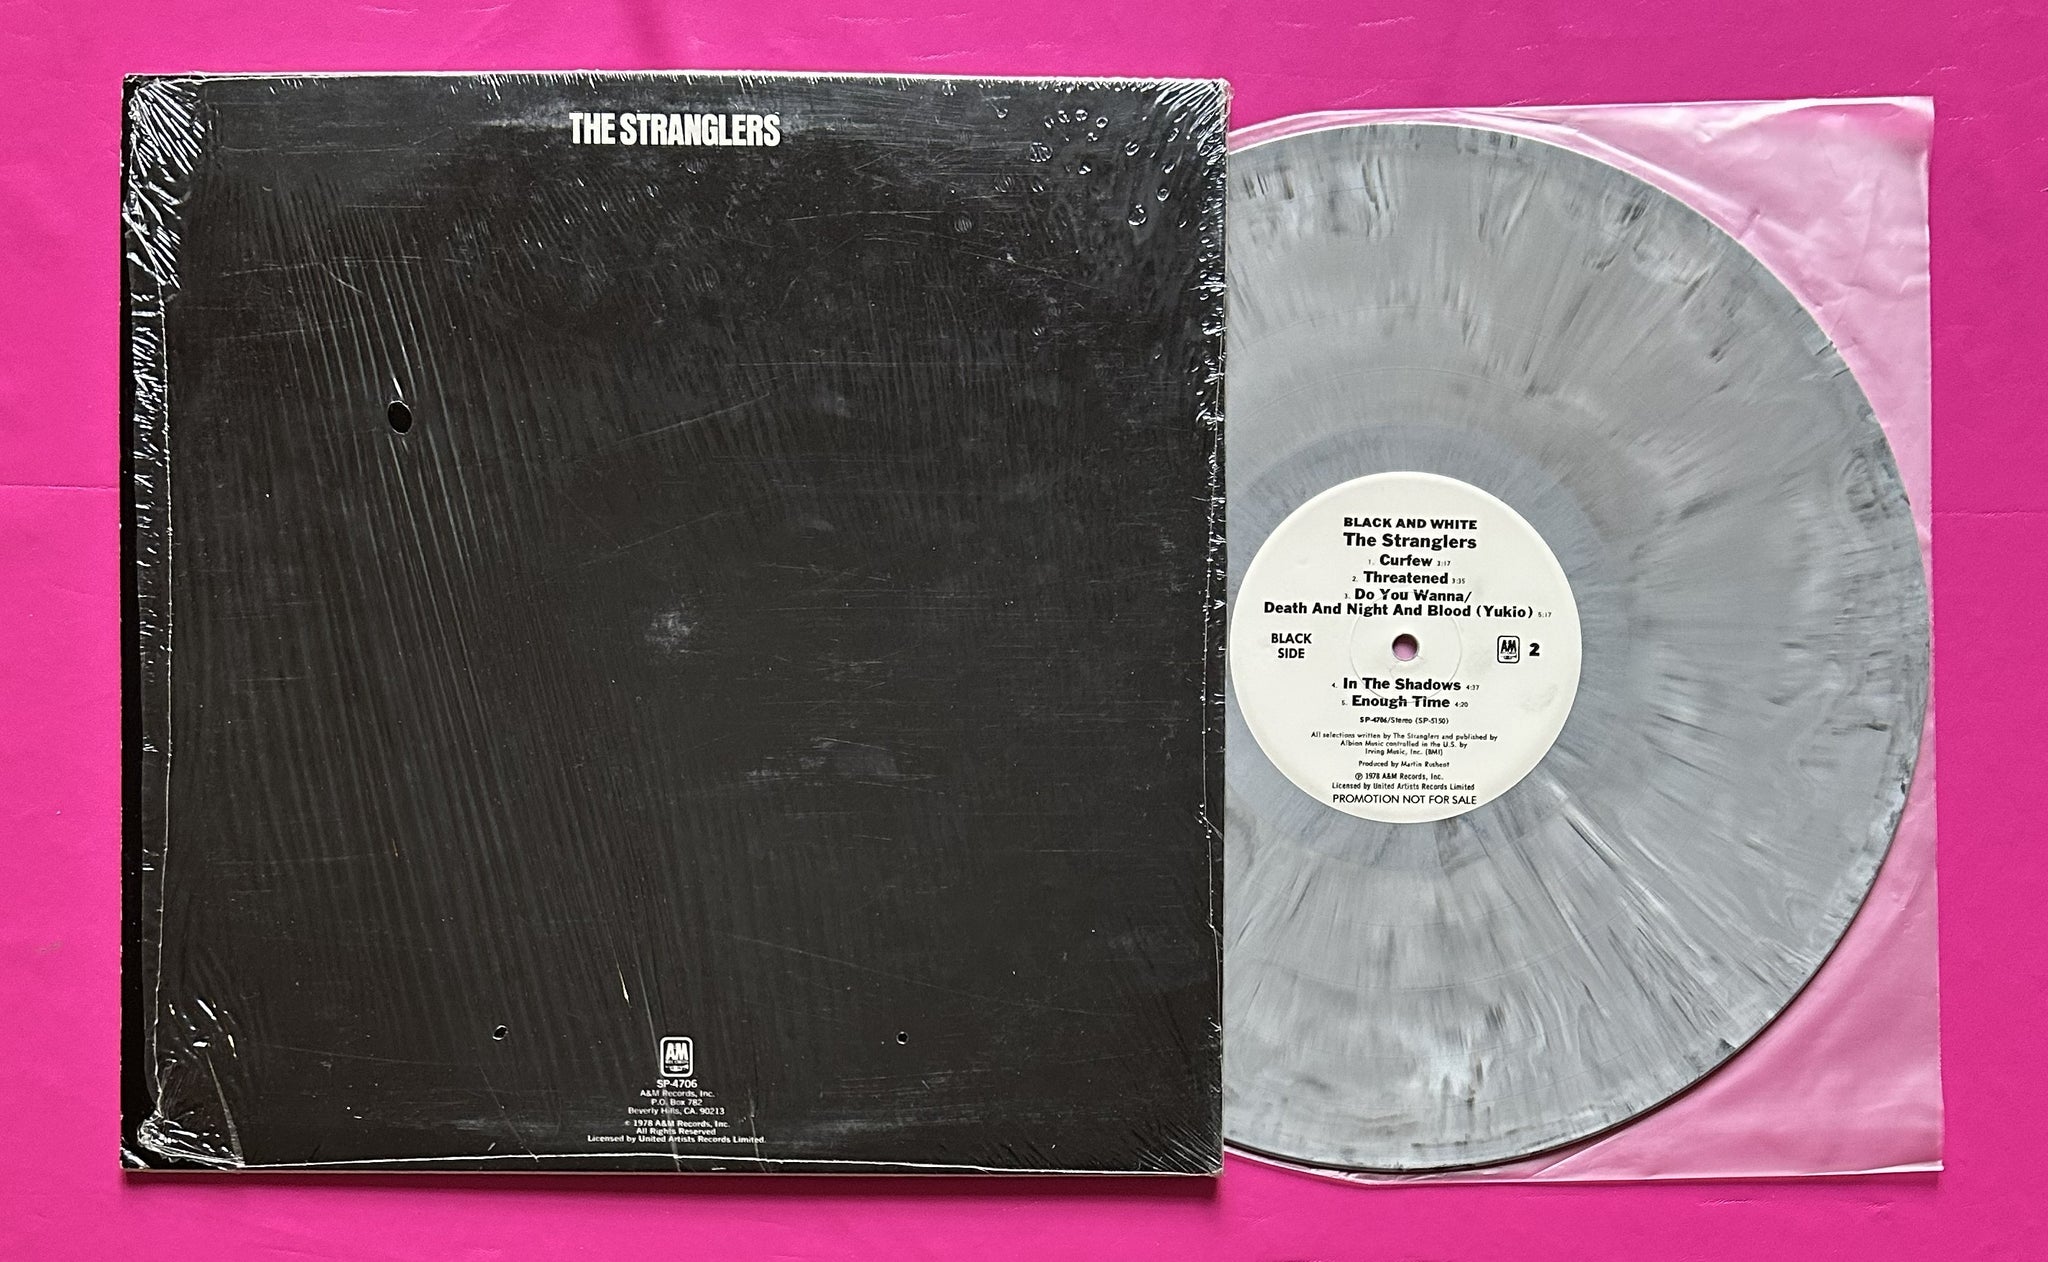 THE STRANGLERS
AM
SP-4706
A&M Records, Inc.
P.O. Box 782
Beverly Hills, CA. 90213
© 1978 A&M Records, Inc.
All Rights Reserved
Licensed by United Artists Records Limited.
BLACK AND WHITE
The Stranglers
1. Curfew 3:17
2. Threatened 3:35
3. Do You Wanna/
Death And Night And Blood (Yukio) 5:17
BLACK
SIDE
AM 2
4. In The Shadows 4:37
5. Enough Time 4:20
SP-4706/Stereo (SP-5150)
All selections written by The Stranglers and published by
Albion Music controlled in the U.S. by
Irving Music, Inc. (BMI)
Produced by Martin Rushent
℗ 1978 A&M Records, Inc.
Licensed by United Artists Records Limited
PROMOTION NOT FOR SALE